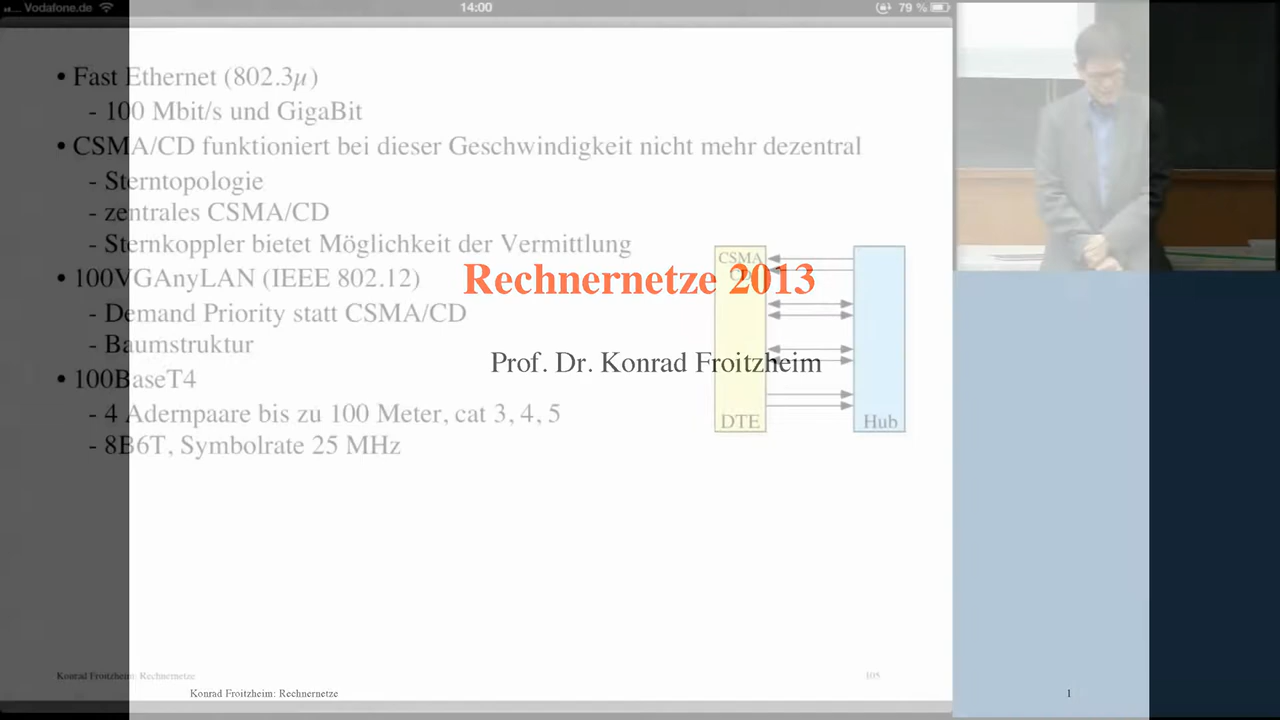 Vodafone.de 14:00 79 %
• Fast Ethernet (802.3µ)
- 100 Mbit/s und GigaBit
• CSMA/CD funktioniert bei dieser Geschwindigkeit nicht mehr dezentral
- Sterntopologie
- zentrales CSMA/CD
- Sternkoppler bietet Möglichkeit der Vermittlung
• 100VGAnyLAN (IEEE 802.12)
- Demand Priority statt CSMA/CD
- Baumstruktur
• 100BaseT4
- 4 Adernpaare bis zu 100 Meter, cat 3, 4, 5
- 8B6T, Symbolrate 25 MHz
CSMA
CD
DTE
Hub
Rechnernetze 2013
Prof. Dr. Konrad Froitzheim
Konrad Froitzheim: Rechnernetze 105
Konrad Froitzheim: Rechnernetze 1